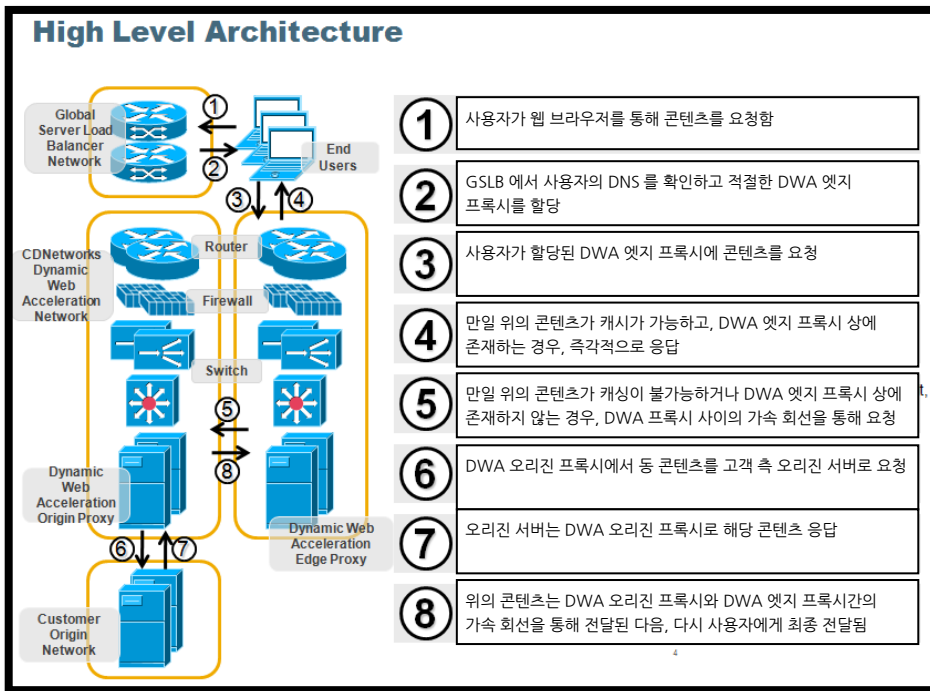 High Level Architecture
Global
Server Load
Balancer
Network
1
2
End
Users
3
4
CDNetworks
Dynamic
Web
Acceleration
Network
Router
Firewall
Switch
5
8
Dynamic
Web
Acceleration
Origin Proxy
Dynamic Web
Acceleration
Edge Proxy
6
7
Customer
Origin
Network
1
사용자가 웹 브라우저를 통해 콘텐츠를 요청함
2
GSLB 에서 사용자의 DNS 를 확인하고 적절한 DWA 엣지
프록시를 할당
3
사용자가 할당된 DWA 엣지 프록시에 콘텐츠를 요청
4
만일 위의 콘텐츠가 캐시가 가능하고, DWA 엣지 프록시 상에
존재하는 경우, 즉각적으로 응답
5
만일 위의 콘텐츠가 캐싱이 불가능하거나 DWA 엣지 프록시 상에
존재하지 않는 경우, DWA 프록시 사이의 가속 회선을 통해 요청
t,
6
DWA 오리진 프록시에서 동 콘텐츠를 고객 측 오리진 서버로 요청
7
오리진 서버는 DWA 오리진 프록시로 해당 콘텐츠 응답
8
위의 콘텐츠는 DWA 오리진 프록시와 DWA 엣지 프록시간의
가속 회선을 통해 전달된 다음, 다시 사용자에게 최종 전달됨
4